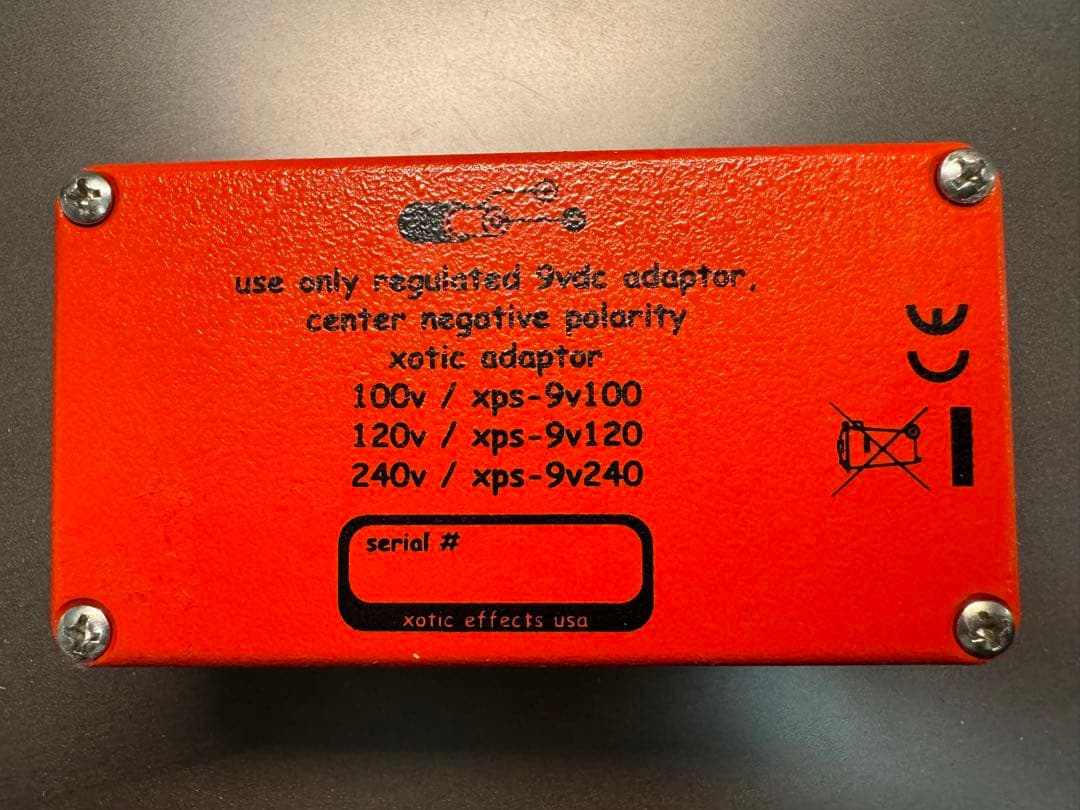 use only regulated 9vdc adaptor,
center negative polarity
xotic adaptor
100v / xps-9v100
120v / xps-9v120
240v / xps-9v240
serial #
xotic effects usa
CE